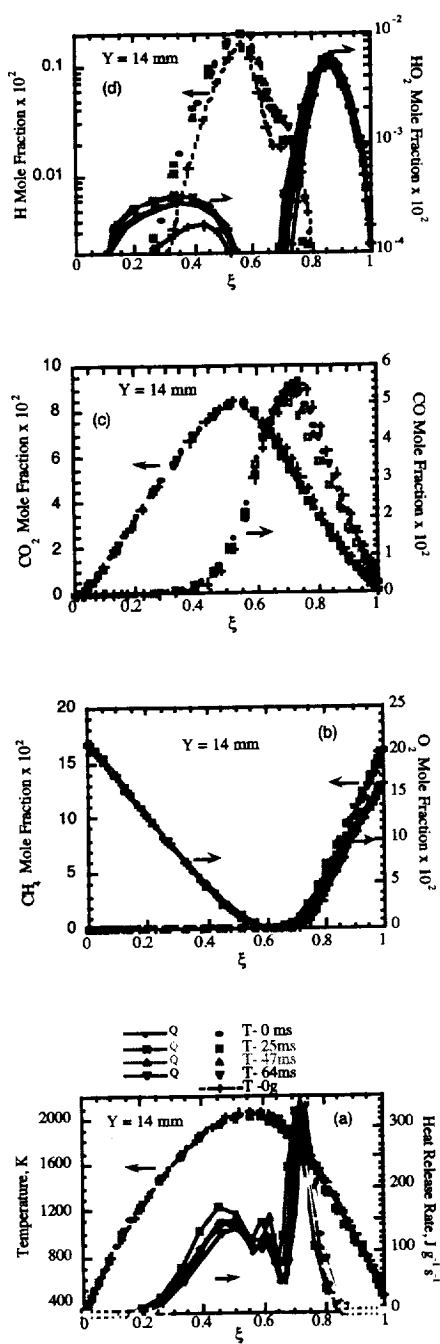 Y = 14 mm
(d)
H Mole Fraction x 10²
0.1
0.01
HO₂ Mole Fraction x 10²
10⁻²
10⁻³
10⁻⁴
0 0.2 0.4 0.6 0.8 1
ξ
Y = 14 mm
(c)
CO₂ Mole Fraction x 10²
10
8
6
4
2
0
CO Mole Fraction x 10²
6
5
4
3
2
1
0
0 0.2 0.4 0.6 0.8 1
ξ
Y = 14 mm
(b)
CH₄ Mole Fraction x 10²
20
15
10
5
0
O₂ Mole Fraction x 10²
25
20
15
10
5
0
0 0.2 0.4 0.6 0.8 1
ξ
Q T- 0 ms
Q T- 25ms
Q T- 47ms
Q T- 64ms
T -0g
Y = 14 mm
(a)
Temperature, K
2000
1600
1200
800
400
Heat Release Rate, J g⁻¹ s⁻¹
300
200
100
0
0 0.2 0.4 0.6 0.8 1
ξ